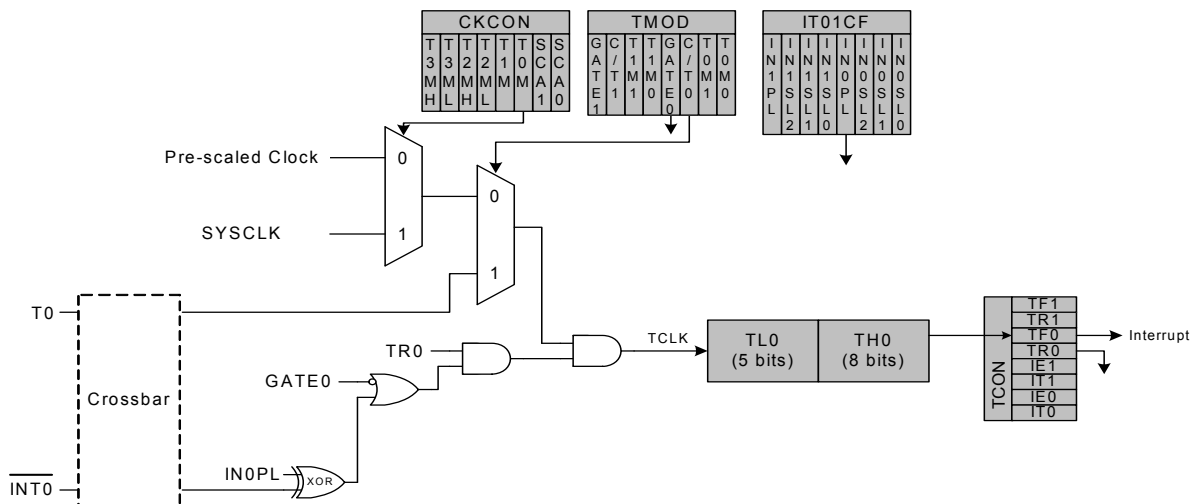 CKCON
T3MH T3ML T2MH T2ML T1M T0M SCA1 SCA0
TMOD
GATE1 C/T1 T1M1 T1M0 GATE0 C/T0 T0M1 T0M0
IT01CF
IN1PL IN1SL2 IN1SL1 IN1SL0 IN0PL IN0SL2 IN0SL1 IN0SL0
Pre-scaled Clock
0
SYSCLK
1
0
1
T0
Crossbar
INT0
TR0
GATE0
IN0PL
XOR
TCLK
TL0
(5 bits)
TH0
(8 bits)
TCON
TF1
TR1
TF0
TR0
IE1
IT1
IE0
IT0
Interrupt